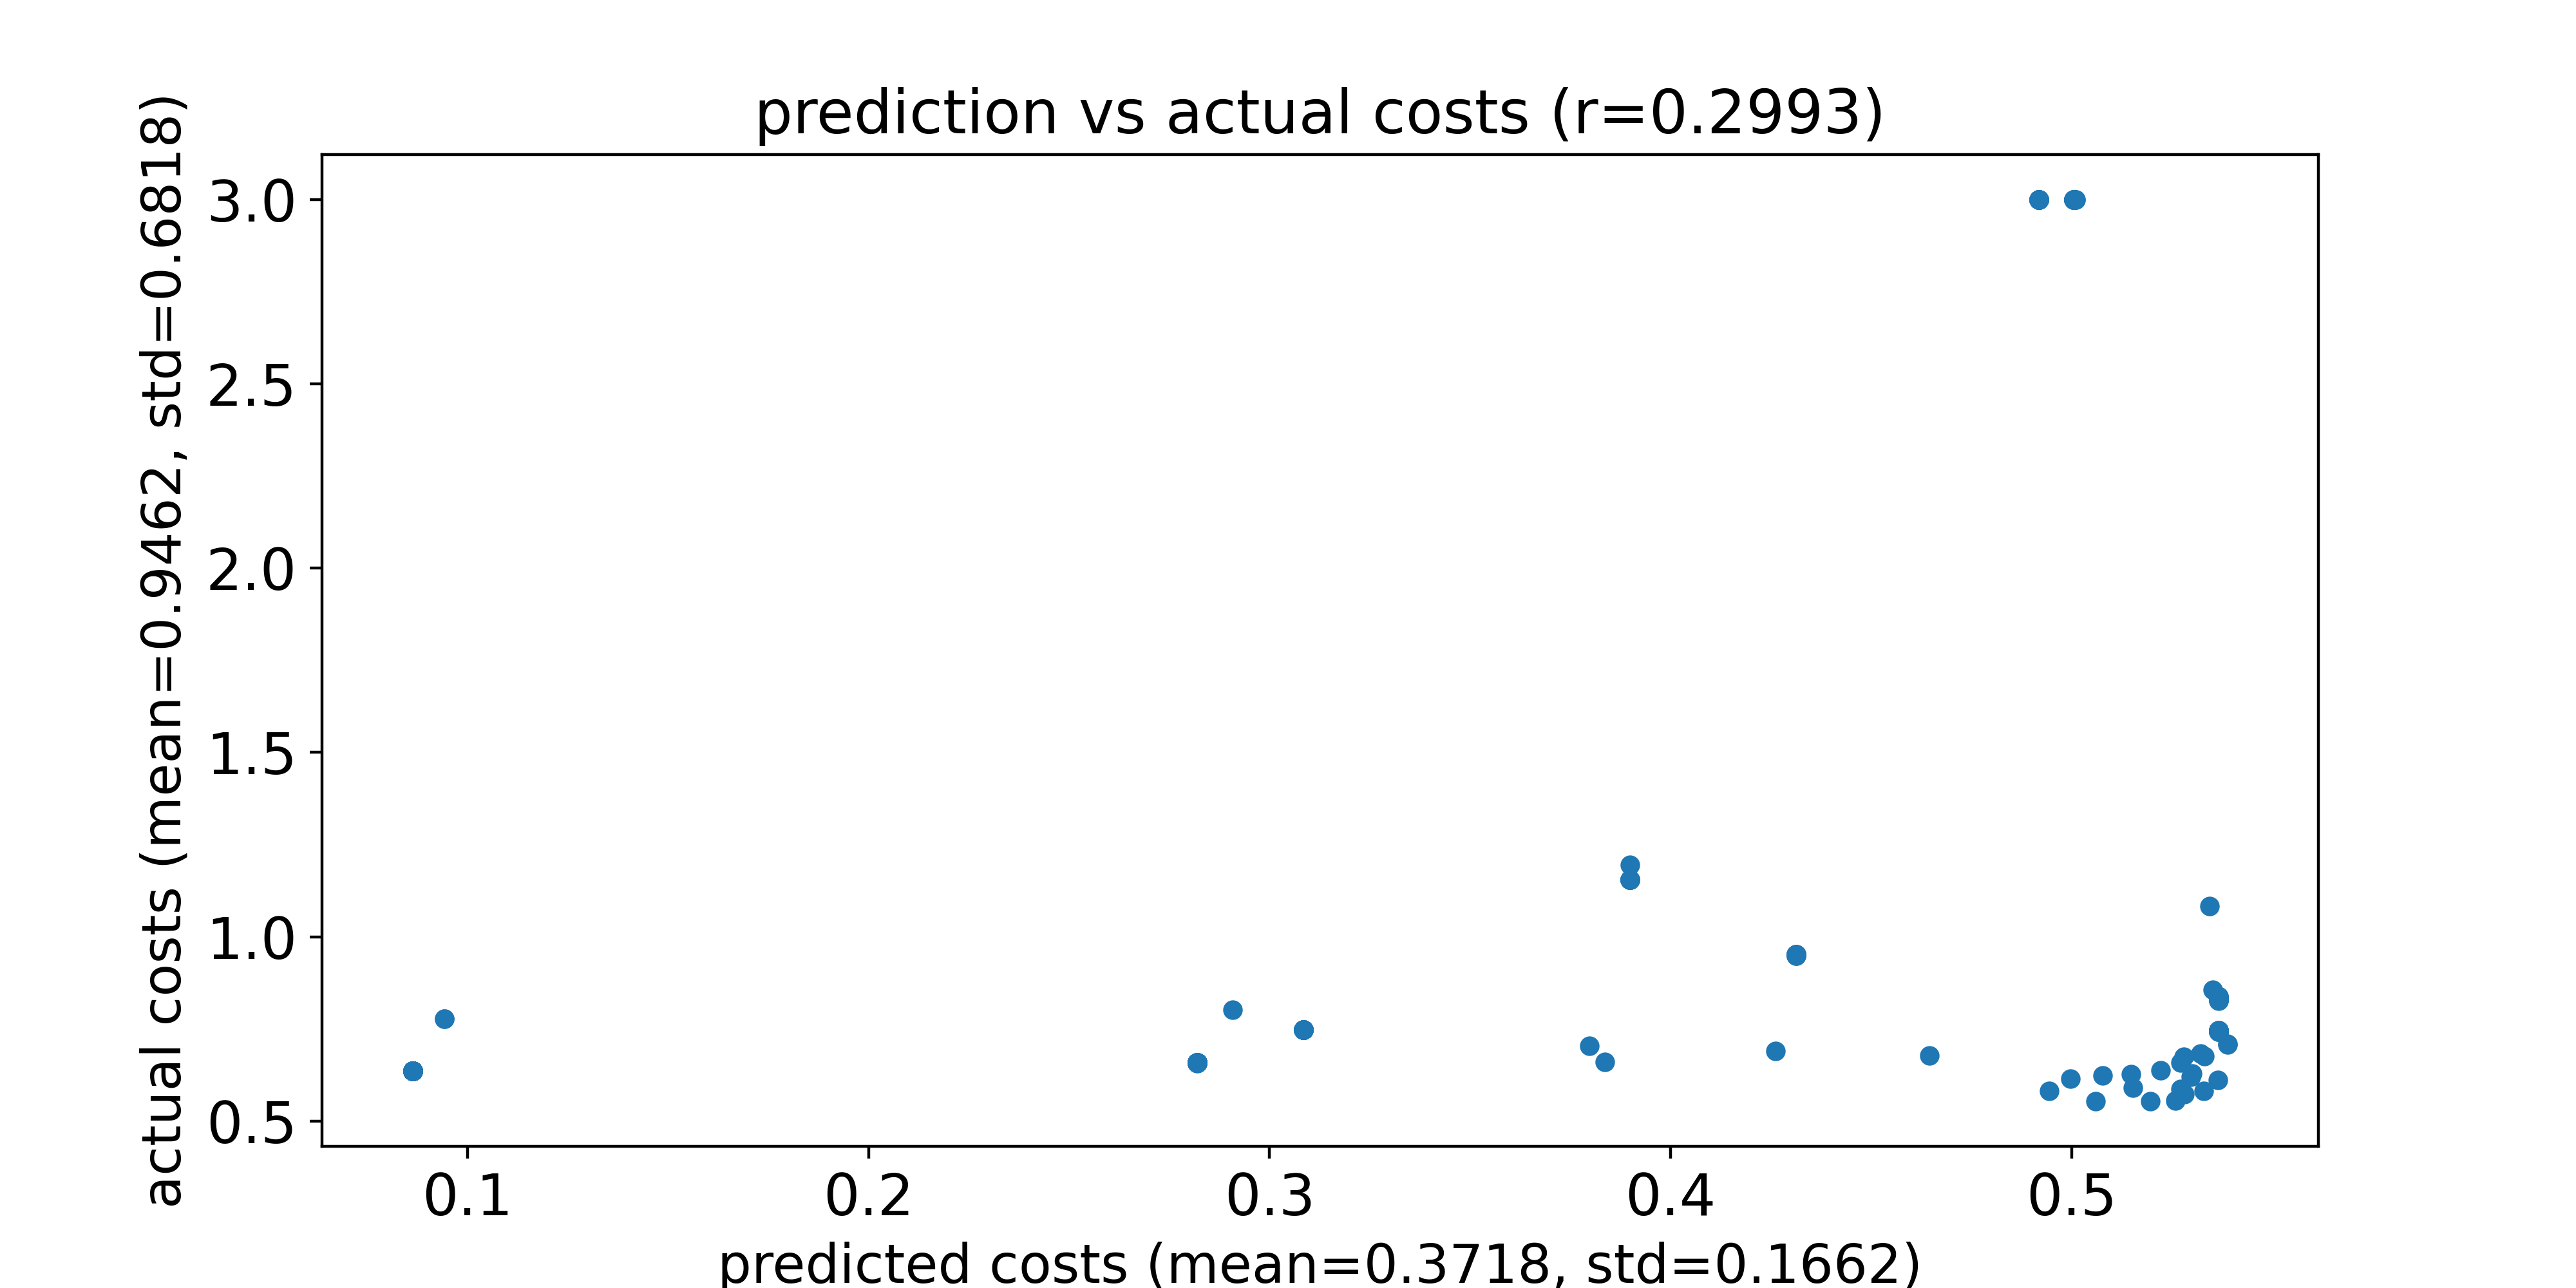 prediction vs actual costs (r=0.2993)
actual costs (mean=0.9462, std=0.6818)
3.0
2.5
2.0
1.5
1.0
0.5
0.1 0.2 0.3 0.4 0.5
predicted costs (mean=0.3718, std=0.1662)